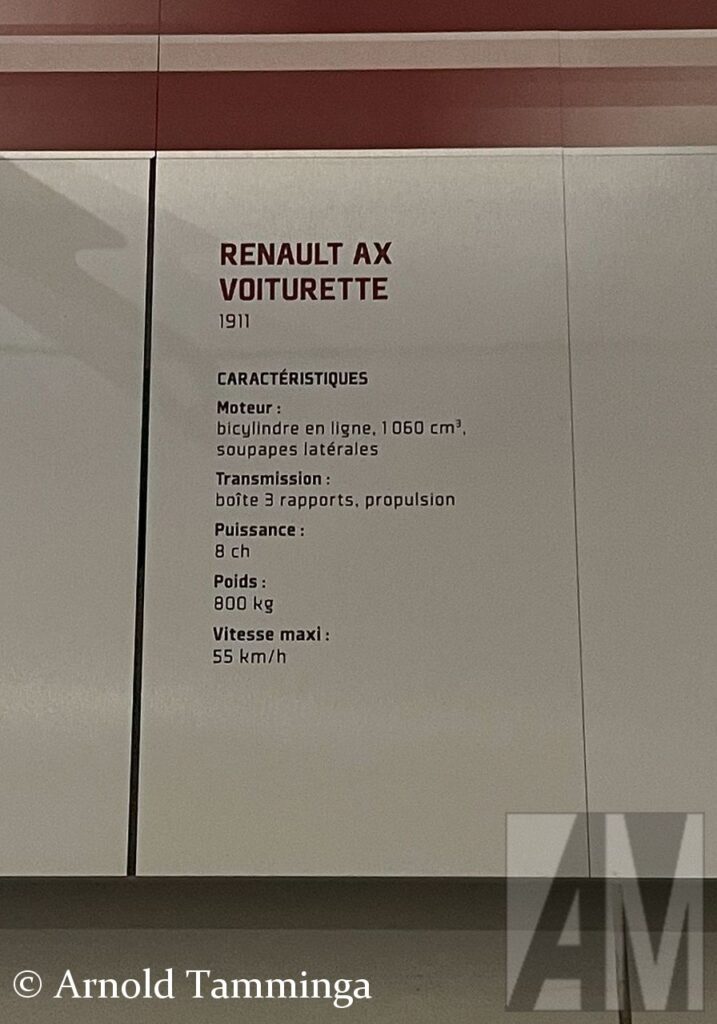 RENAULT AX
VOITURETTE
1911
CARACTÉRISTIQUES
Moteur :
bicylindre en ligne, 1 060 cm³,
soupapes latérales
Transmission :
boîte 3 rapports, propulsion
Puissance :
8 ch
Poids :
800 kg
Vitesse maxi :
55 km/h
AM
© Arnold Tamminga